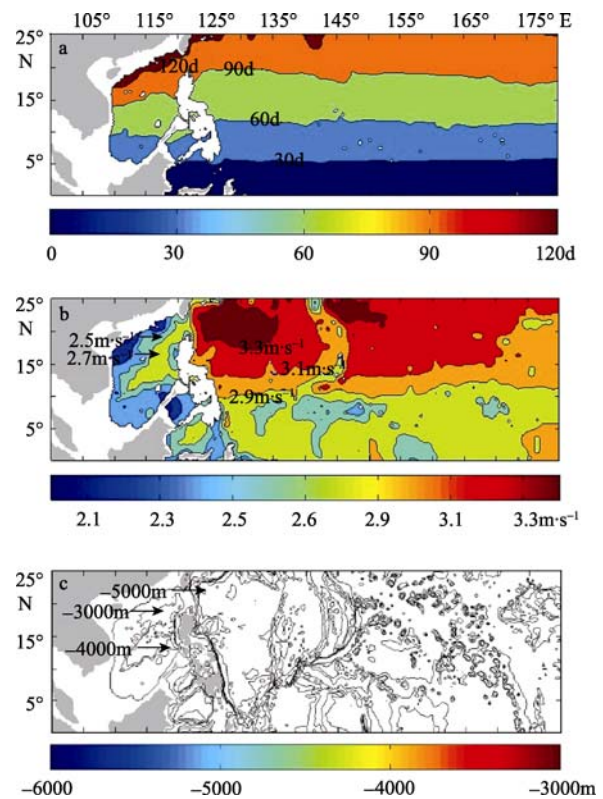 105° 115° 125° 135° 145° 155° 165° 175° E
25° a
N
120d 90d
15°
60d
5°
30d
0 30 60 90 120d
25° b
N
2.5m·s⁻¹
2.7m·s⁻¹
3.3m·s⁻¹
15°
3.1m·s⁻¹
2.9m·s⁻¹
5°
2.1 2.3 2.5 2.7 2.9 3.1 3.3m·s⁻¹
25° c
−5000m
N
−3000m
15°
−4000m
5°
−6000 −5000 −4000 −3000m